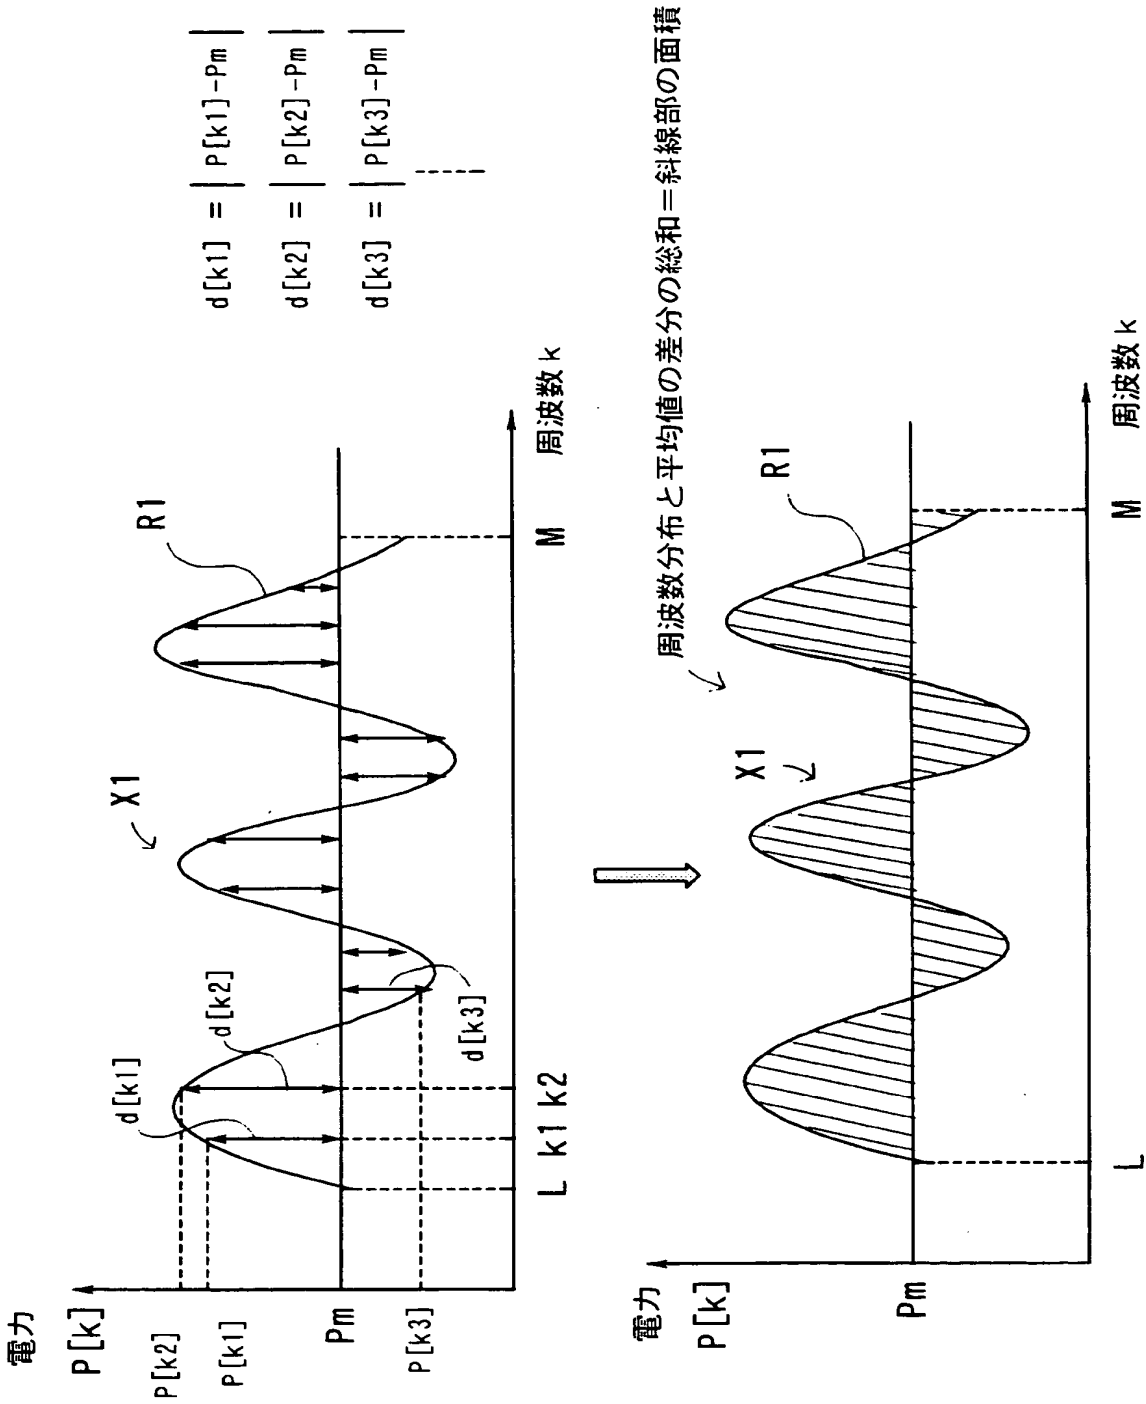 電力
P[k]
P[k2]
P[k1]
Pm
P[k3]
d[k1]
d[k2]
d[k3]
X1
R1
L k1 k2
M
周波数k
d[k1] = |P[k1]-Pm|
d[k2] = |P[k2]-Pm|
d[k3] = |P[k3]-Pm|
周波数分布と平均値の差分の総和=斜線部の面積
電力
P[k]
Pm
X1
R1
L
M
周波数k